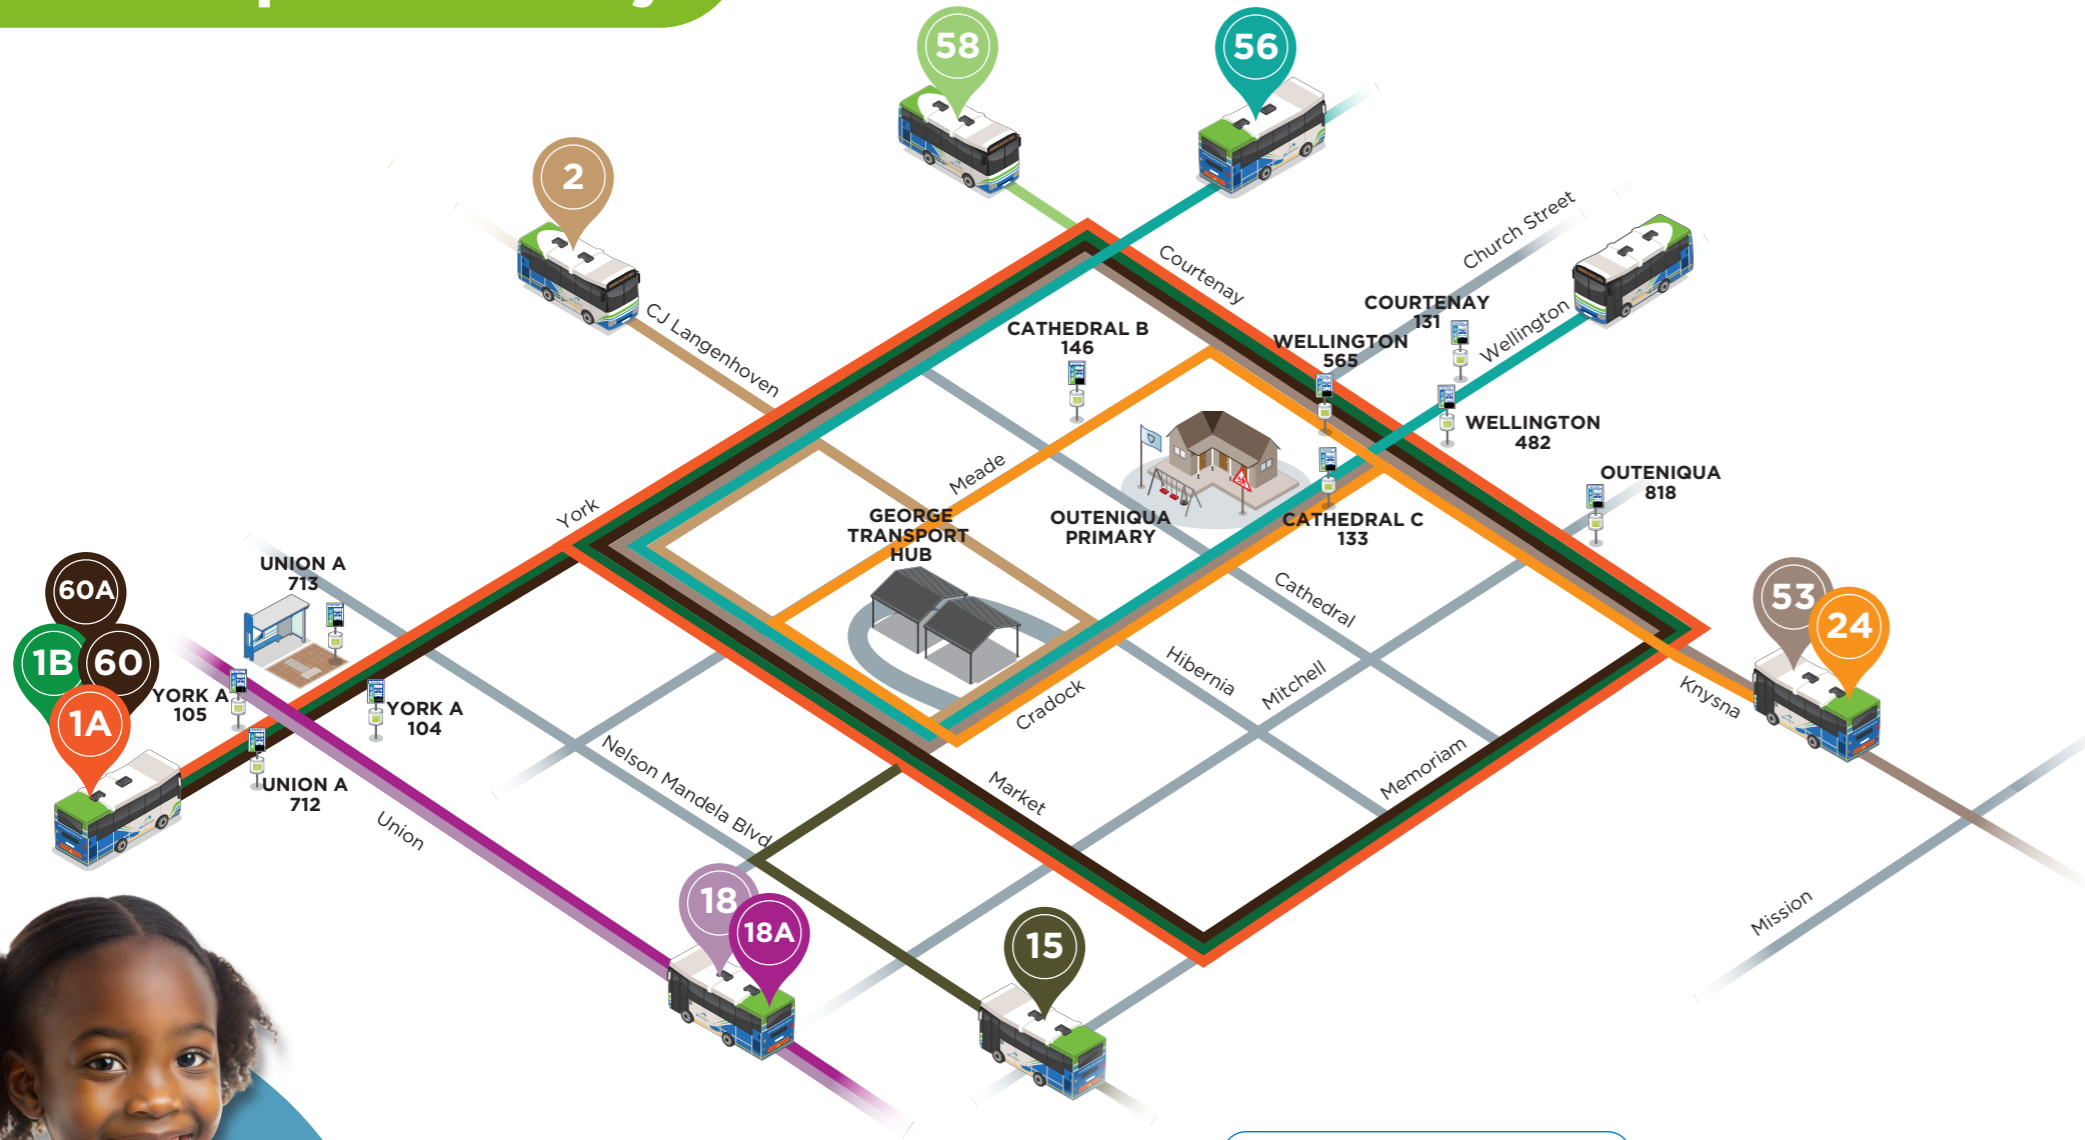 58
56
2
Church Street
Courtenay
CJ Langenhoven
COURTENAY
131
Wellington
CATHEDRAL B
146
WELLINGTON
565
WELLINGTON
482
Meade
OUTENIQUA
818
York
GEORGE
TRANSPORT
HUB
OUTENIQUA
PRIMARY
CATHEDRAL C
133
UNION A
713
60A
53
24
1B
60
1A
YORK A
105
YORK A
104
Cathedral
Hibernia
Mitchell
Cradock
Knysna
UNION A
712
Nelson Mandela Blvd
Market
Memoriam
Union
18
18A
15
Mission